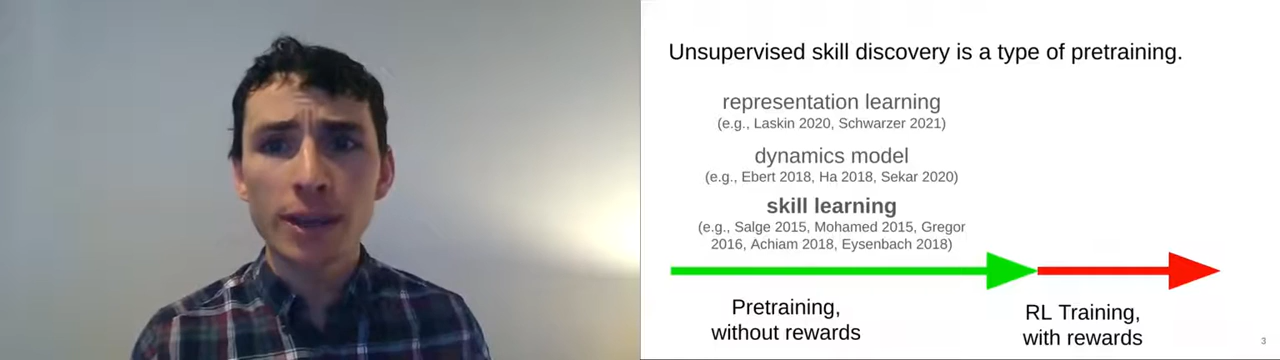 Unsupervised skill discovery is a type of pretraining.
representation learning
(e.g., Laskin 2020, Schwarzer 2021)
dynamics model
(e.g., Ebert 2018, Ha 2018, Sekar 2020)
skill learning
(e.g., Salge 2015, Mohamed 2015, Gregor
2016, Achiam 2018, Eysenbach 2018)
Pretraining,
without rewards
RL Training,
with rewards
3